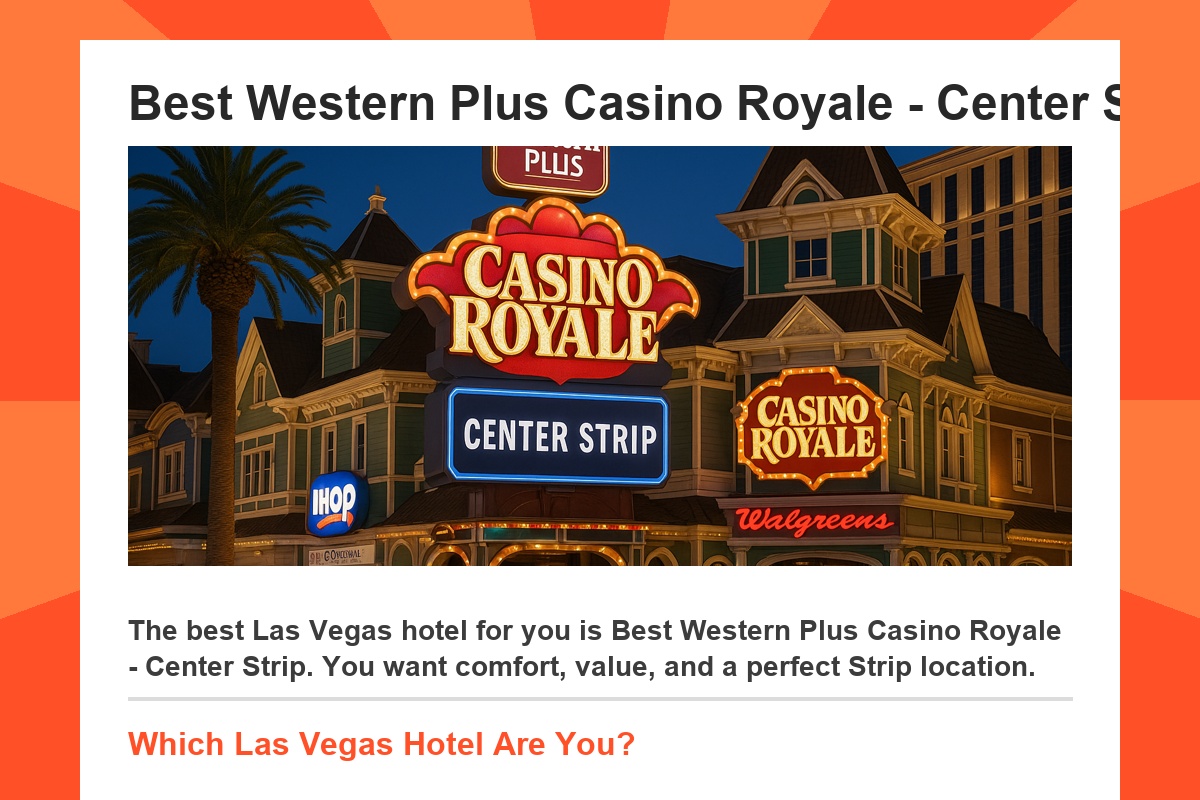 Best Western Plus Casino Royale - Center S
PLUS
CASINO
ROYALE
CENTER STRIP
CASINO
ROYALE
IHOP
Walgreens
The best Las Vegas hotel for you is Best Western Plus Casino Royale
- Center Strip. You want comfort, value, and a perfect Strip location.
Which Las Vegas Hotel Are You?